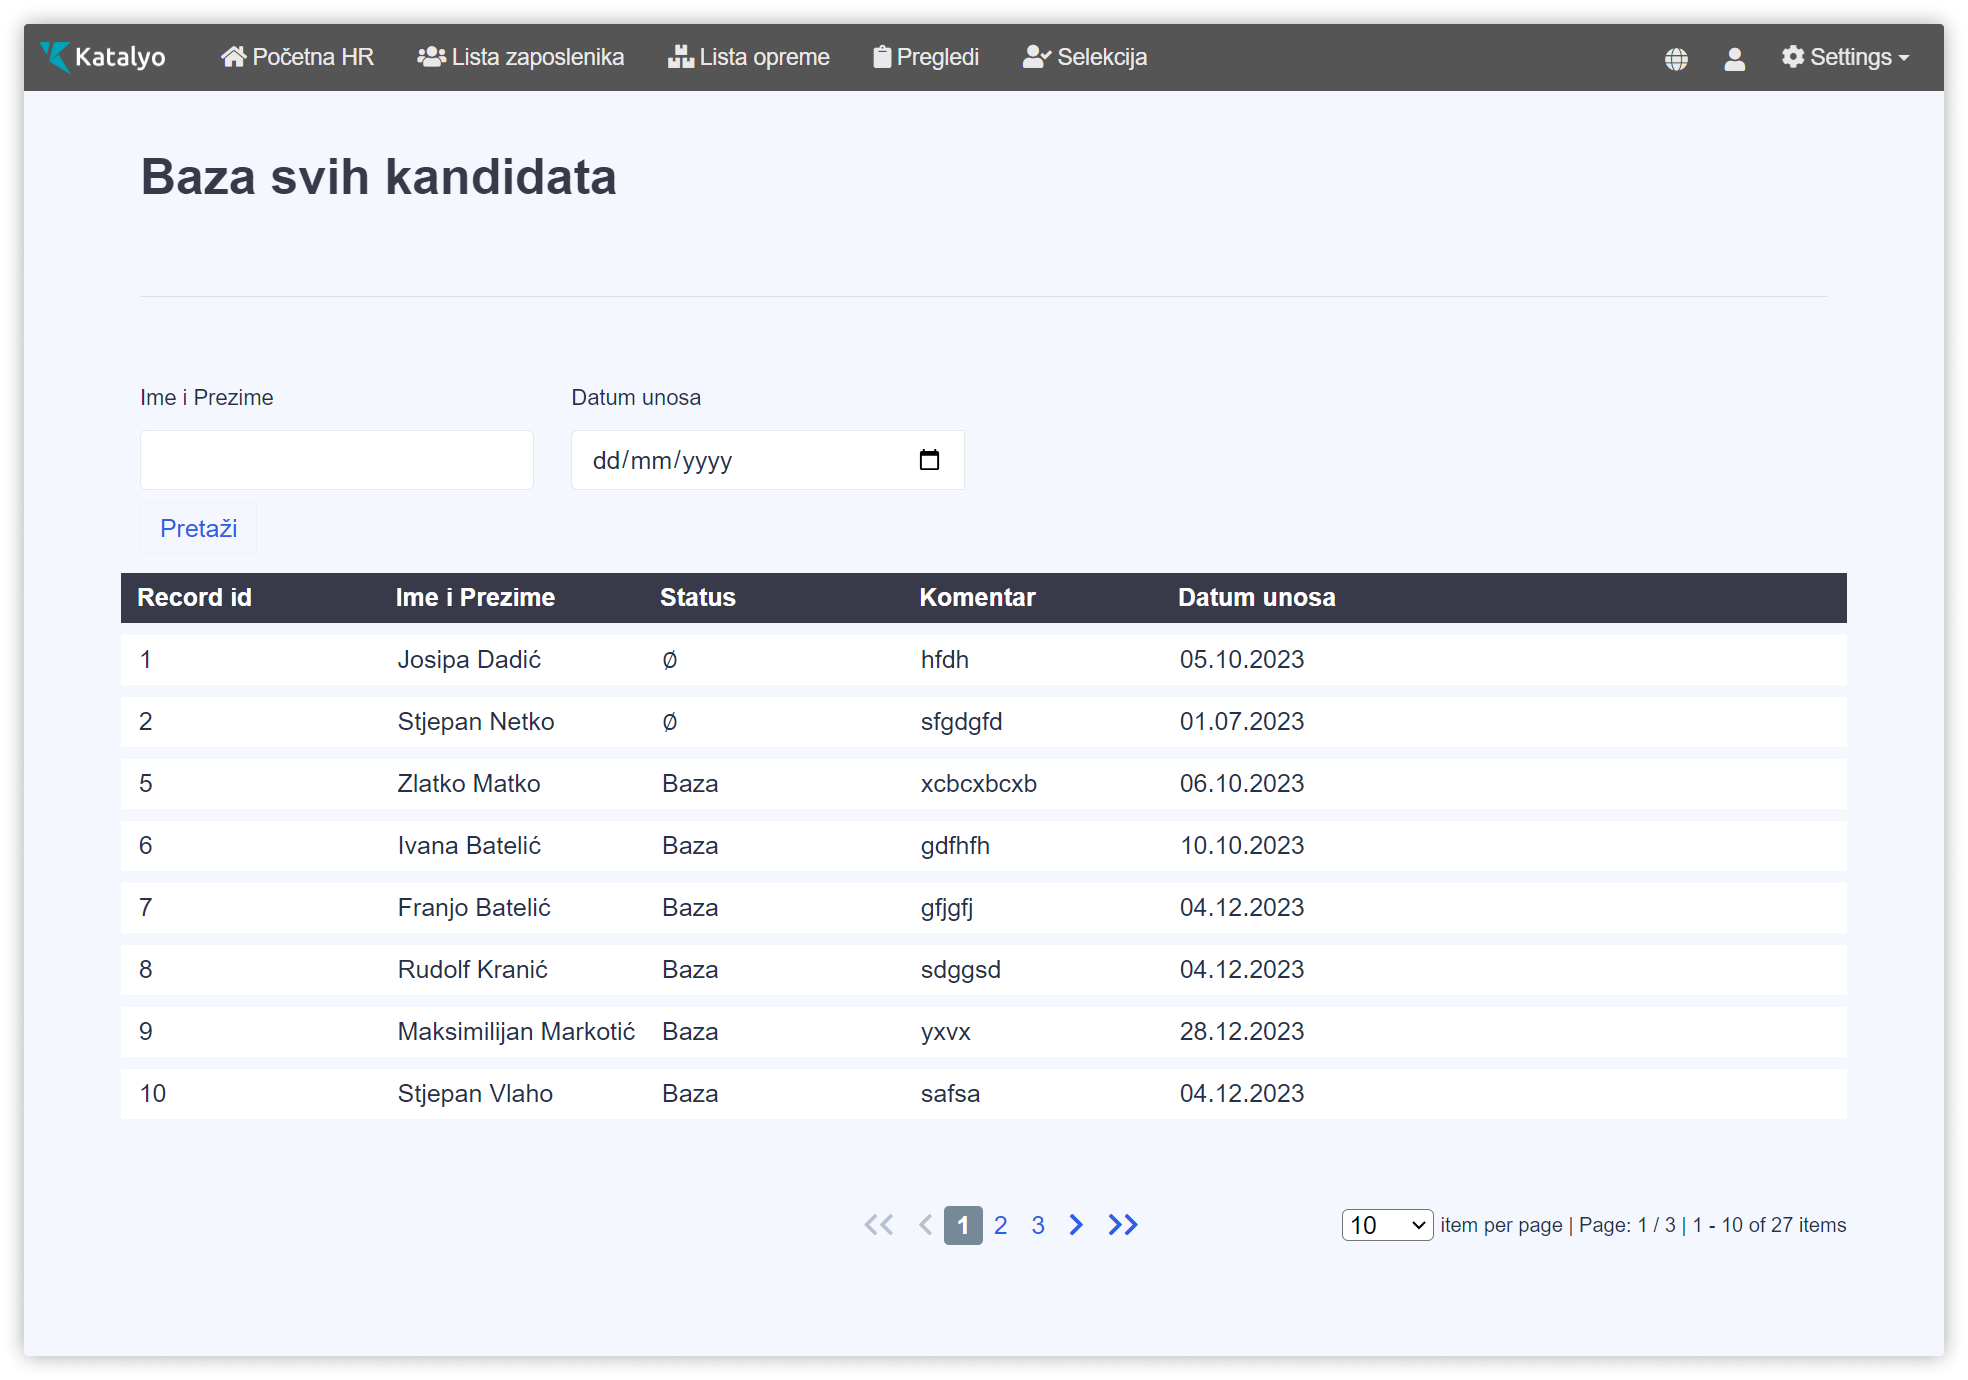 Katalyo Početna HR Lista zaposlenika Lista opreme Pregledi Selekcija Settings
Baza svih kandidata
Ime i Prezime Datum unosa
dd/mm/yyyy
Pretaži
Record id Ime i Prezime Status Komentar Datum unosa
1 Josipa Dadić Ø hfdh 05.10.2023
2 Stjepan Netko Ø sfgdgfd 01.07.2023
5 Zlatko Matko Baza xcbcxbcxb 06.10.2023
6 Ivana Batelić Baza gdfhfh 10.10.2023
7 Franjo Batelić Baza gfjgfj 04.12.2023
8 Rudolf Kranić Baza sdggsd 04.12.2023
9 Maksimilijan Markotić Baza yxvx 28.12.2023
10 Stjepan Vlaho Baza safsa 04.12.2023
1 2 3 10 item per page | Page: 1 / 3 | 1 - 10 of 27 items